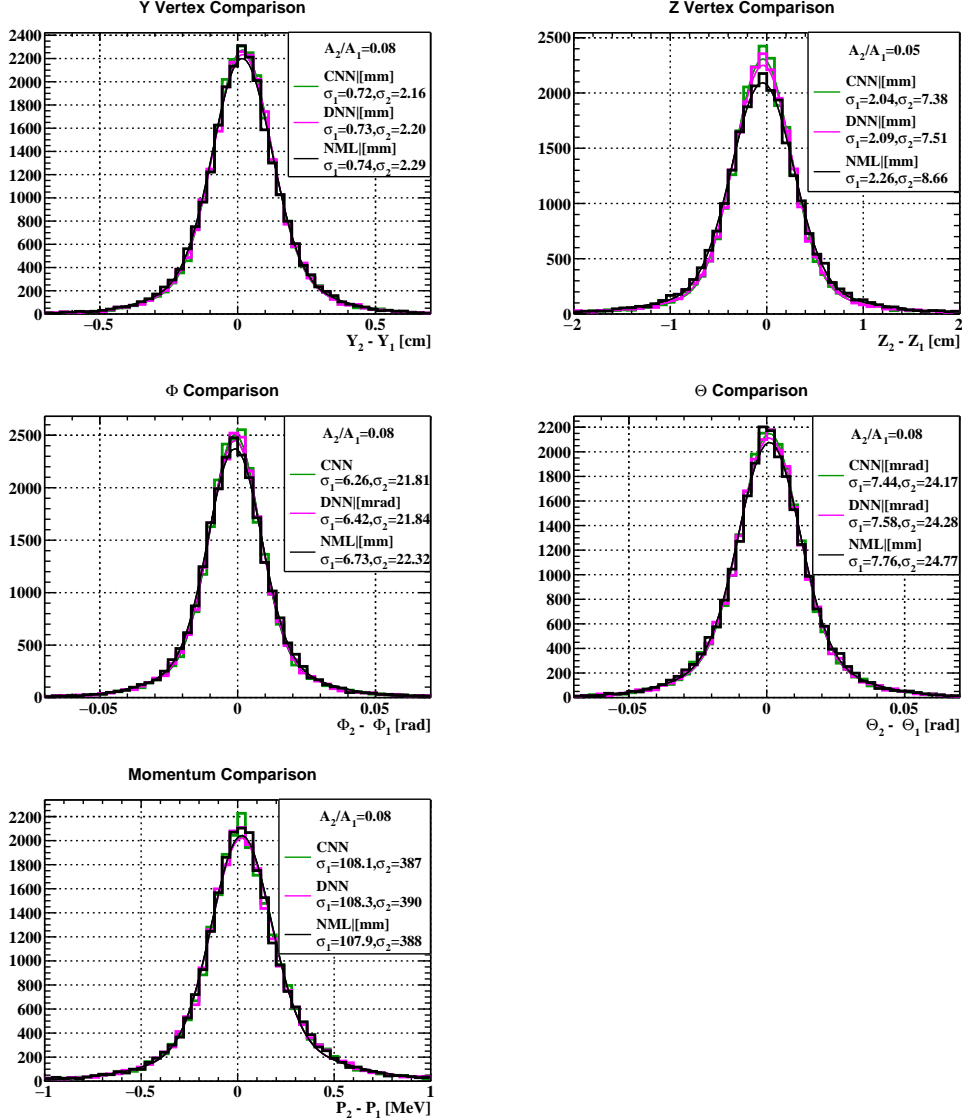 Y Vertex Comparison
2400
2200
2000
1800
1600
1400
1200
1000
800
600
400
200
0
A₂/A₁=0.08
CNN|[mm]
σ₁=0.72,σ₂=2.16
DNN|[mm]
σ₁=0.73,σ₂=2.20
NML|[mm]
σ₁=0.74,σ₂=2.29
−0.5 0 0.5
Y₂ - Y₁ [cm]
Z Vertex Comparison
2500
2000
1500
1000
500
0
A₂/A₁=0.05
CNN|[mm]
σ₁=2.04,σ₂=7.38
DNN|[mm]
σ₁=2.09,σ₂=7.51
NML|[mm]
σ₁=2.26,σ₂=8.66
−2 −1 0 1 2
Z₂ - Z₁ [cm]
Φ Comparison
2500
2000
1500
1000
500
0
A₂/A₁=0.08
CNN
σ₁=6.26,σ₂=21.81
DNN|[mrad]
σ₁=6.42,σ₂=21.84
NML|[mm]
σ₁=6.73,σ₂=22.32
−0.05 0 0.05
Φ₂ - Φ₁ [rad]
Θ Comparison
2200
2000
1800
1600
1400
1200
1000
800
600
400
200
0
A₂/A₁=0.08
CNN|[mrad]
σ₁=7.44,σ₂=24.17
DNN|[mrad]
σ₁=7.58,σ₂=24.28
NML|[mm]
σ₁=7.76,σ₂=24.77
−0.05 0 0.05
Θ₂ - Θ₁ [rad]
Momentum Comparison
2200
2000
1800
1600
1400
1200
1000
800
600
400
200
0
A₂/A₁=0.08
CNN
σ₁=108.1,σ₂=387
DNN
σ₁=108.3,σ₂=390
NML|[mm]
σ₁=107.9,σ₂=388
−1 −0.5 0 0.5 1
P₂ - P₁ [MeV]